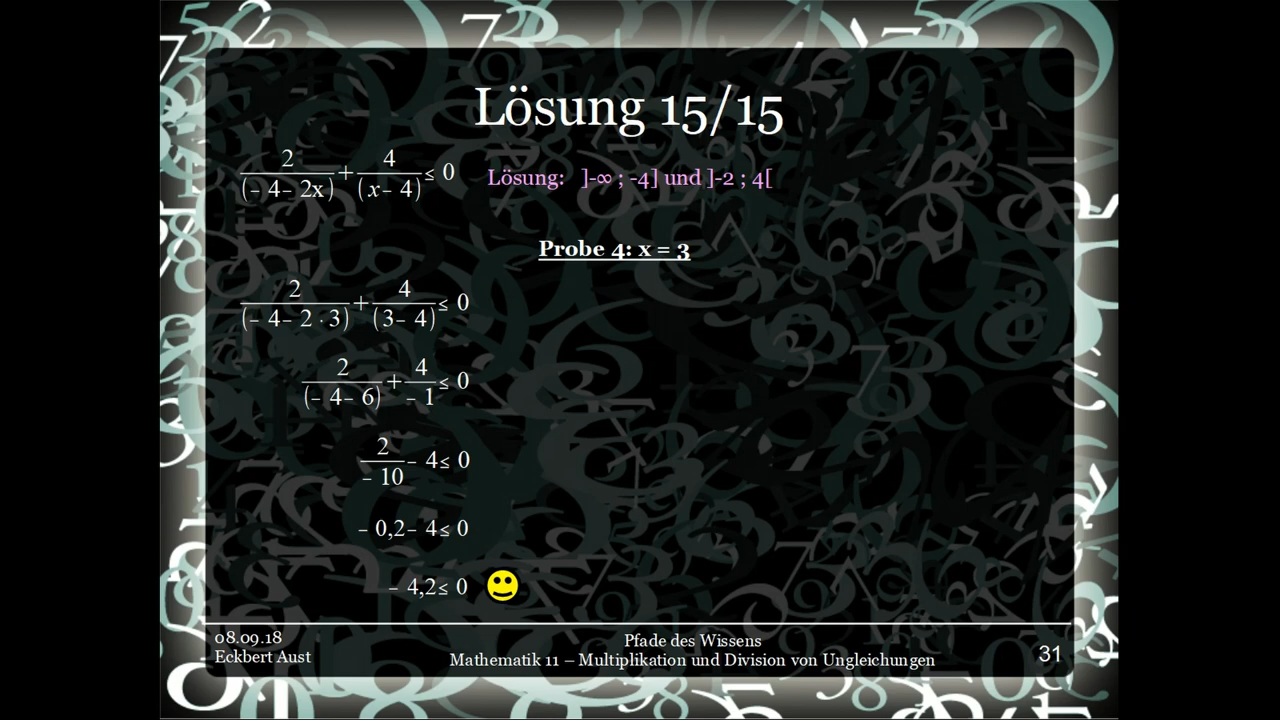 Lösung 15/15
2/(– 4– 2x) + 4/(x– 4) ≤ 0 Lösung: ]-∞ ; -4] und ]-2 ; 4[
Probe 4: x = 3
2/(– 4– 2 · 3) + 4/(3– 4) ≤ 0
2/(– 4– 6) + 4/– 1 ≤ 0
2/– 10 – 4≤ 0
– 0,2– 4≤ 0
– 4,2≤ 0
08.09.18
Eckbert Aust
Pfade des Wissens
Mathematik 11 – Multiplikation und Division von Ungleichungen
31